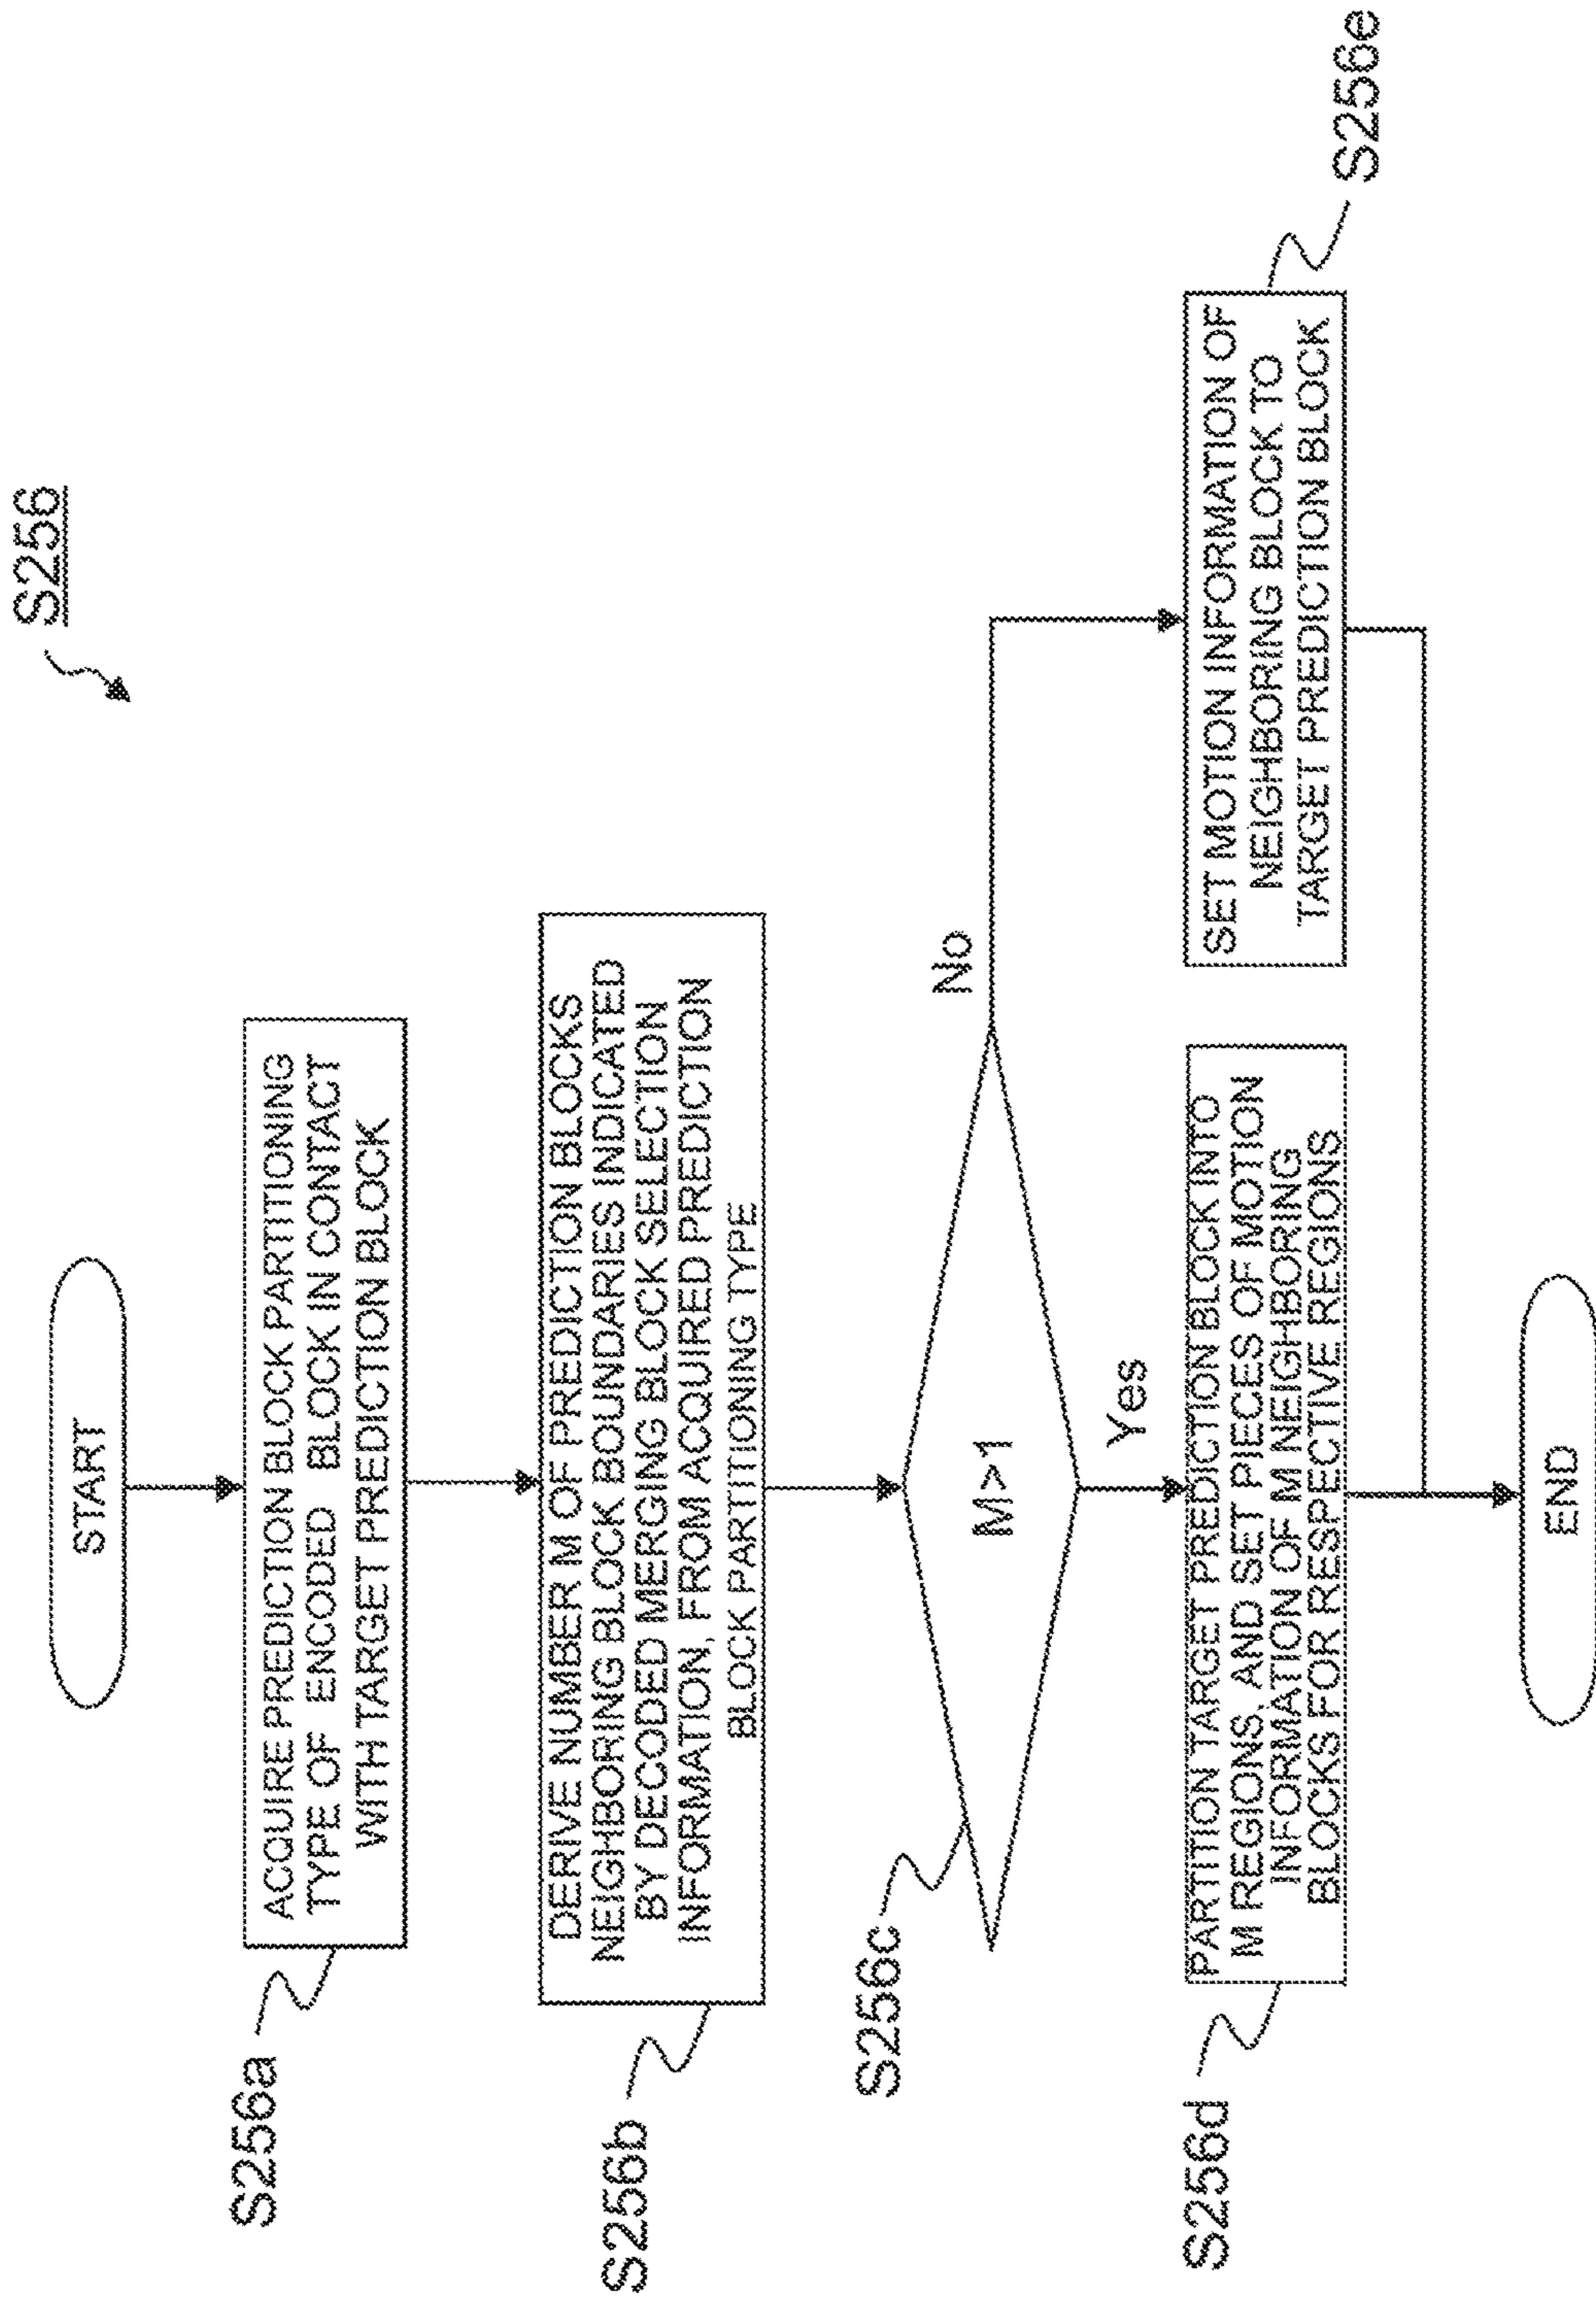 S256
START
S256a
ACQUIRE PREDICTION BLOCK PARTITIONING
TYPE OF ENCODED BLOCK IN CONTACT
WITH TARGET PREDICTION BLOCK
S256b
DERIVE NUMBER M OF PREDICTION BLOCKS
NEIGHBORING BLOCK BOUNDARIES INDICATED
BY DECODED MERGING BLOCK SELECTION
INFORMATION, FROM ACQUIRED PREDICTION
BLOCK PARTITIONING TYPE
S256c
M>1
No
Yes
S256d
PARTITION TARGET PREDICTION BLOCK INTO
M REGIONS, AND SET PIECES OF MOTION
INFORMATION OF M NEIGHBORING
BLOCKS FOR RESPECTIVE REGIONS
SET MOTION INFORMATION OF
NEIGHBORING BLOCK TO
TARGET PREDICTION BLOCK
S256e
END